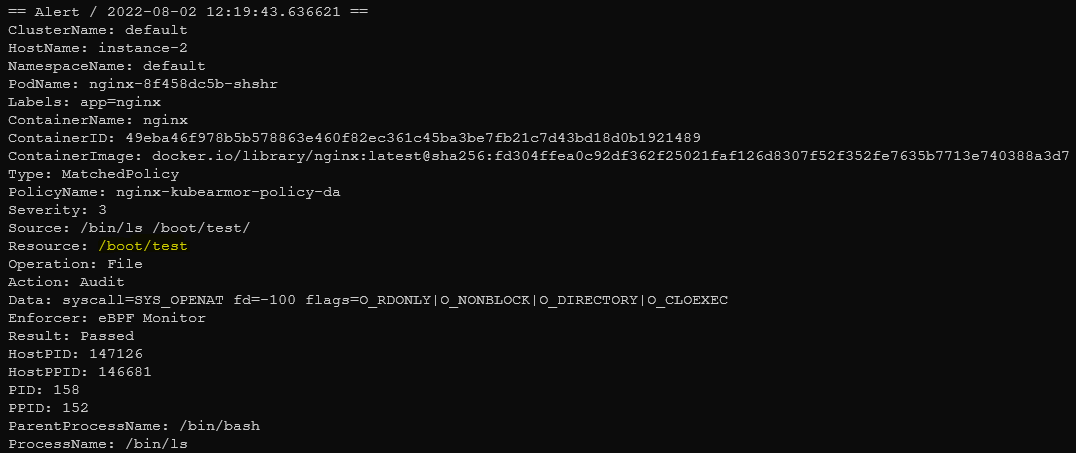 == Alert / 2022-08-02 12:19:43.636621 ==
ClusterName: default
HostName: instance-2
NamespaceName: default
PodName: nginx-8f458dc5b-shshr
Labels: app=nginx
ContainerName: nginx
ContainerID: 49eba46f978b5b578863e460f82ec361c45ba3be7fb21c7d43bd18d0b1921489
ContainerImage: docker.io/library/nginx:latest@sha256:fd304ffea0c92df362f25021faf126d8307f52f352fe7635b7713e740388a3d7
Type: MatchedPolicy
PolicyName: nginx-kubearmor-policy-da
Severity: 3
Source: /bin/ls /boot/test/
Resource: /boot/test
Operation: File
Action: Audit
Data: syscall=SYS_OPENAT fd=-100 flags=O_RDONLY|O_NONBLOCK|O_DIRECTORY|O_CLOEXEC
Enforcer: eBPF Monitor
Result: Passed
HostPID: 147126
HostPPID: 146681
PID: 158
PPID: 152
ParentProcessName: /bin/bash
ProcessName: /bin/ls